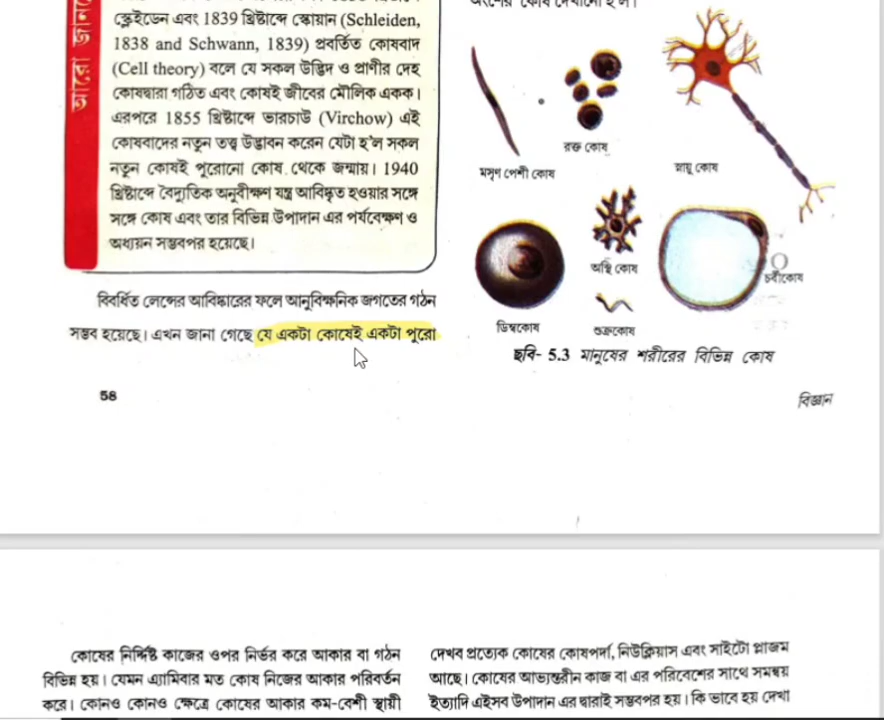 আরো জানো
স্লেইডেন এবং 1839 খ্রিষ্টাব্দে স্কোয়ান (Schleiden,
1838 and Schwann, 1839) প্রবর্তিত কোষবাদ
(Cell theory) বলে যে সকল উদ্ভিদ ও প্রাণীর দেহ
কোষদ্বারা গঠিত এবং কোষই জীবের মৌলিক একক।
এরপরে 1855 খ্রিষ্টাব্দে ভারচাউ (Virchow) এই
কোষবাদের নতুন তত্ত্ব উদ্ভাবন করেন যেটা হ'ল সকল
নতুন কোষই পুরোনো কোষ থেকে জন্মায়। 1940
খ্রিষ্টাব্দে বৈদ্যুতিক অনুবীক্ষণ যন্ত্র আবিষ্কৃত হওয়ার সঙ্গে
সঙ্গে কোষ এবং তার বিভিন্ন উপাদান এর পর্যবেক্ষণ ও
অধ্যয়ন সম্ভবপর হয়েছে।
বিবর্ধিত লেন্সের আবিষ্কারের ফলে আনুবিক্ষনিক জগতের গঠন
সম্ভব হয়েছে। এখন জানা গেছে যে একটা কোষেই একটা পুরো
মসৃণ পেশী কোষ
রক্ত কোষ
স্নায়ু কোষ
ডিম্বকোষ
অস্থি কোষ
শুক্রকোষ
চর্বীকোষ
ছবি- 5.3 মানুষের শরীরের বিভিন্ন কোষ
58
বিজ্ঞান
কোষের নির্দ্দিষ্ট কাজের ওপর নির্ভর করে আকার বা গঠন
বিভিন্ন হয়। যেমন এ্যামিবার মত কোষ নিজের আকার পরিবর্তন
করে। কোনও কোনও ক্ষেত্রে কোষের আকার কম-বেশী স্থায়ী
দেখব প্রত্যেক কোষের কোষপর্দা, নিউক্লিয়াস এবং সাইটো প্লাজম
আছে। কোষের আভ্যন্তরীন কাজ বা এর পরিবেশের সাথে সমন্বয়
ইত্যাদি এইসব উপাদান এর দ্বারাই সম্ভবপর হয়। কি ভাবে হয় দেখা